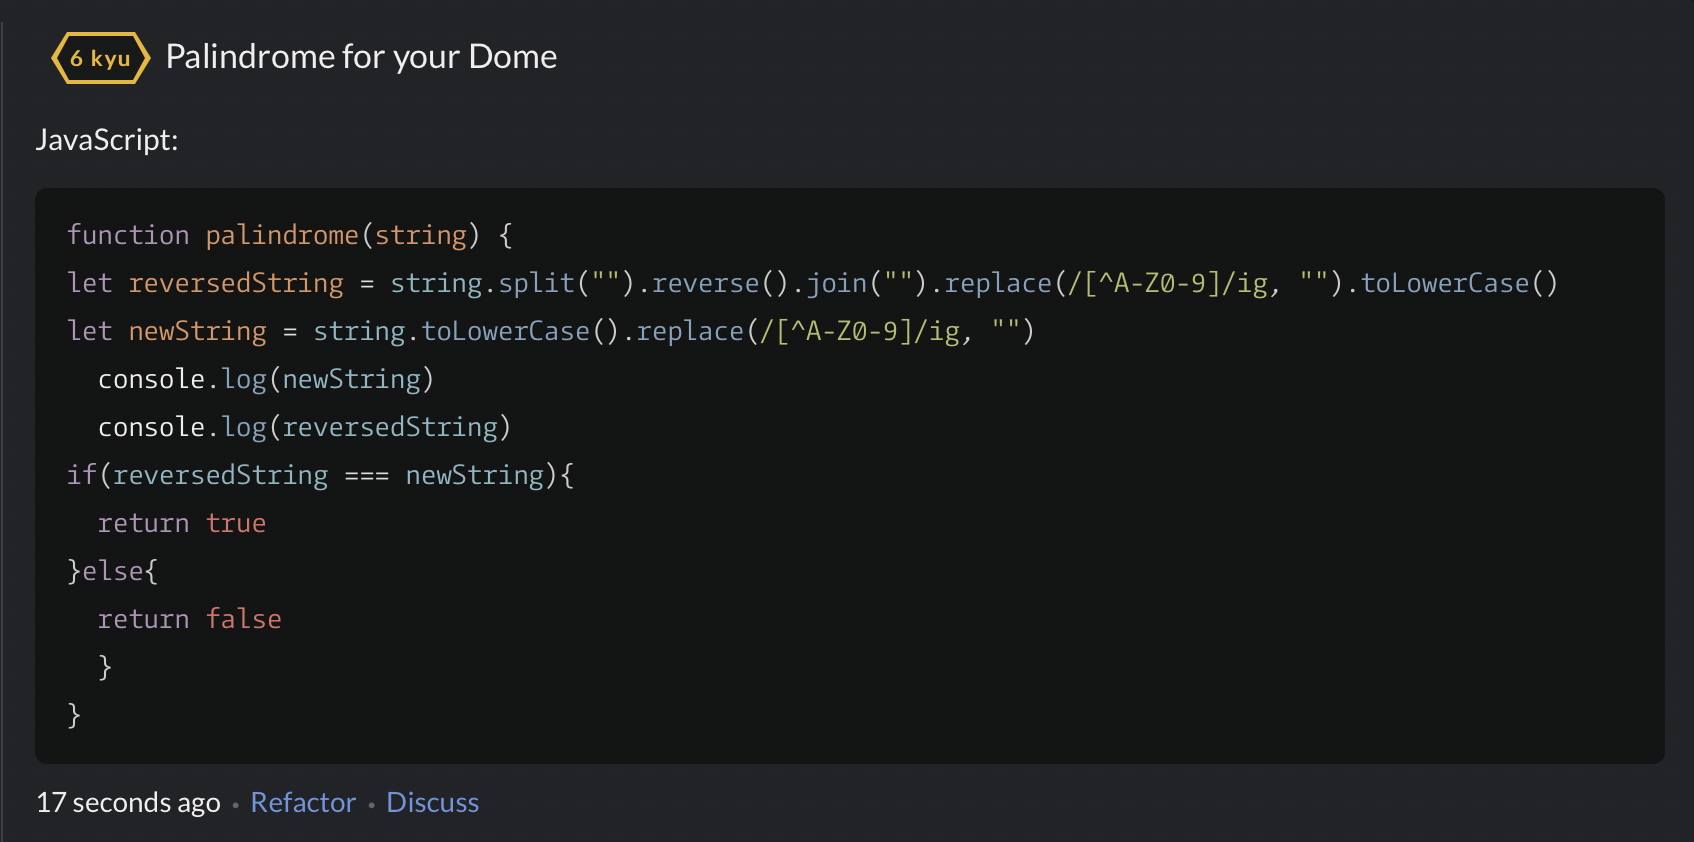 6 kyu Palindrome for your Dome
JavaScript:
function palindrome(string) {
let reversedString = string.split("").reverse().join("").replace(/[^A-Z0-9]/ig, "").toLowerCase()
let newString = string.toLowerCase().replace(/[^A-Z0-9]/ig, "")
  console.log(newString)
  console.log(reversedString)
if(reversedString === newString){
  return true
}else{
  return false
  }
}
17 seconds ago • Refactor • Discuss